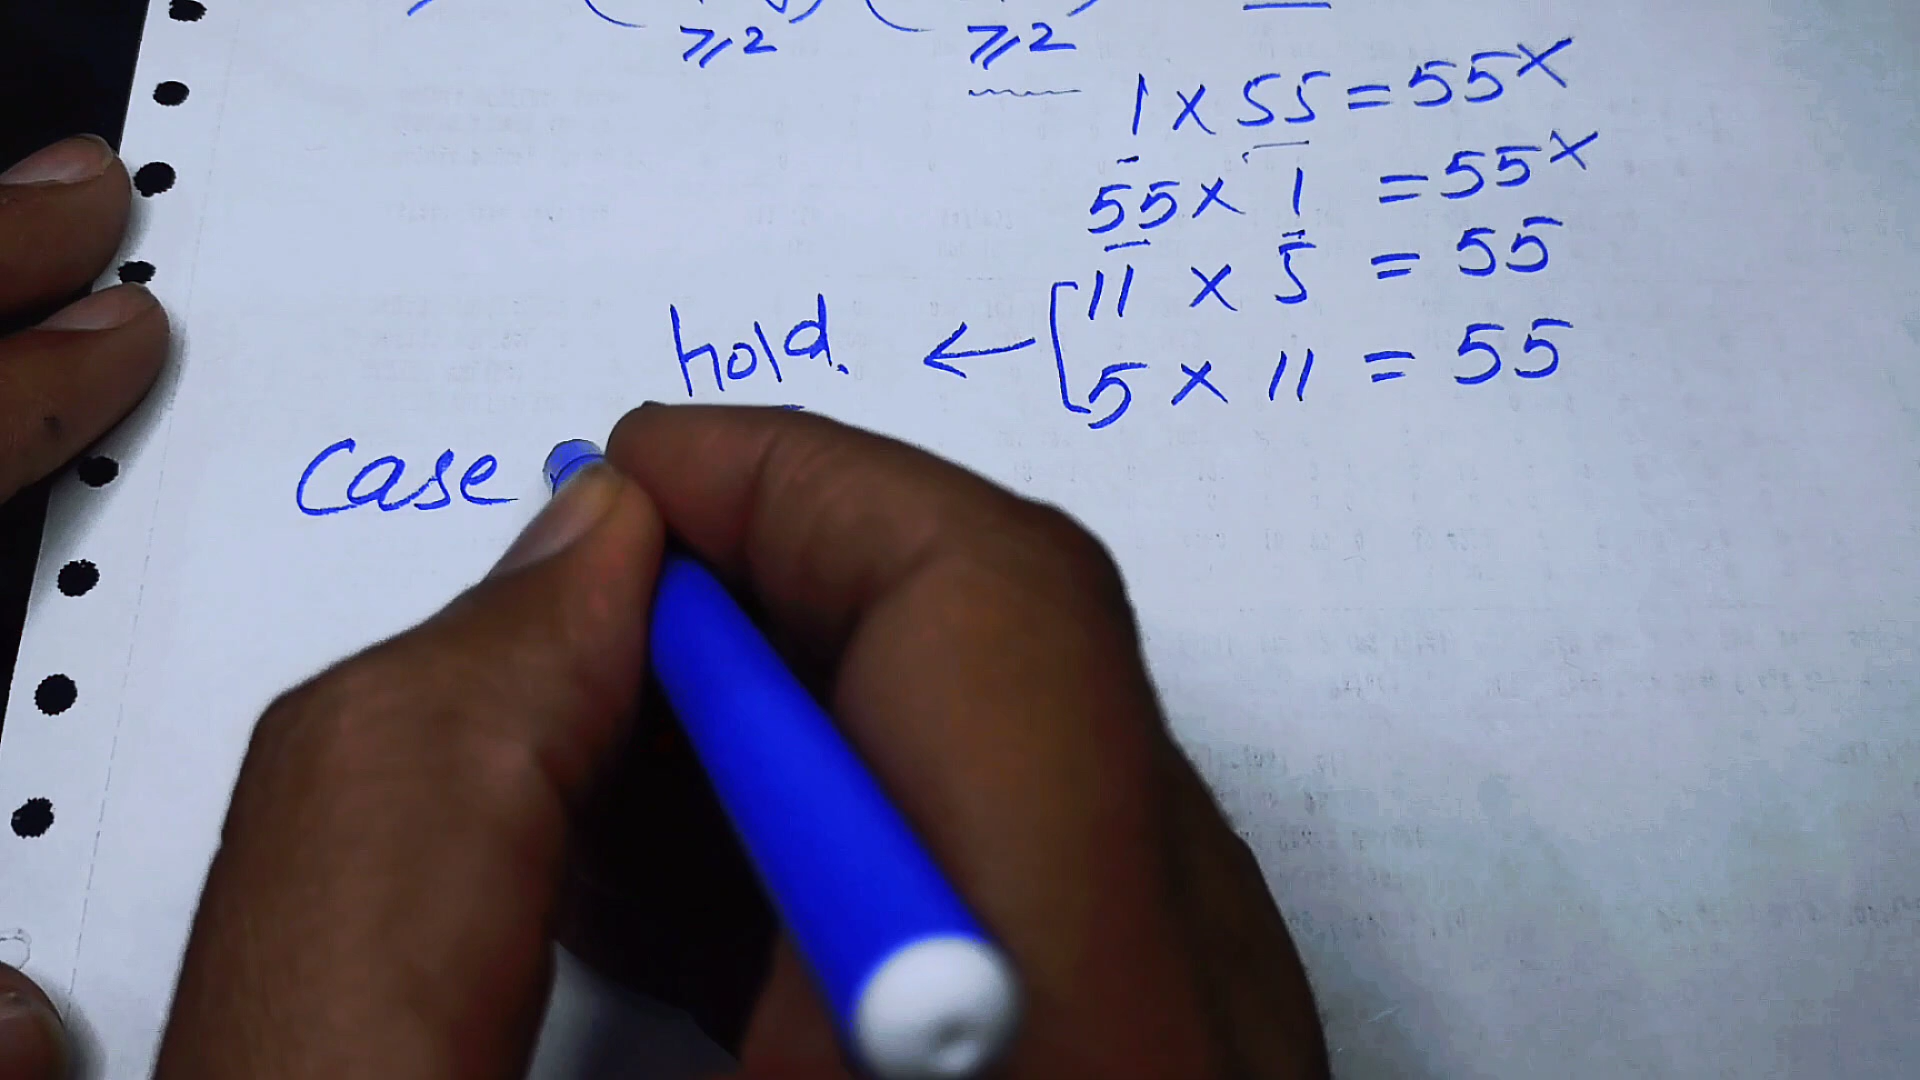 ≥2 ≥2
1 × 55 = 55 ×
55 × 1 = 55 ×
11 × 5 = 55
hold. ← 5 × 11 = 55
Case